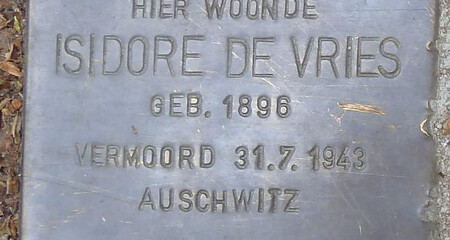 HIER WOONDE
ISIDORE DE VRIES
GEB. 1896
VERMOORD 31.7.1943
AUSCHWITZ